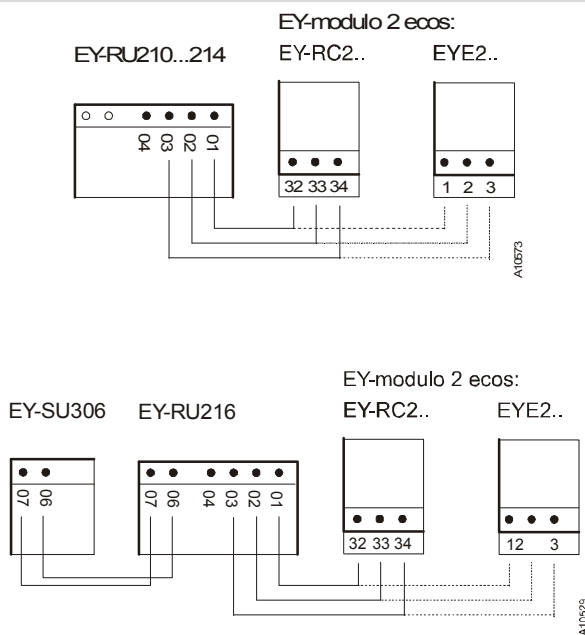 EY-modulo 2 ecos:
EY-RU210...214 EY-RC2.. EYE2..
04 03 02 01
32 33 34 1 2 3
A10573
EY-modulo 2 ecos:
EY-SU306 EY-RU216 EY-RC2.. EYE2..
07 06 07 06 04 03 02 01
32 33 34 12 3
A10529